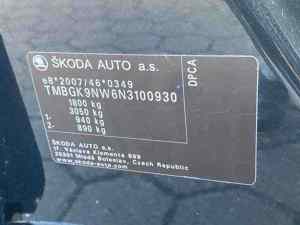 ŠKODA AUTO a.s.
e8*2007/46*0349
TMBGK9NW6N3100930
1800 kg
3050 kg
1- 940 kg
2- 890 kg
DPCA
ŠKODA AUTO a.s.
tř. Václava Klementa 869
29301 Mladá Boleslav, Czech Republic
www.skoda-auto.com